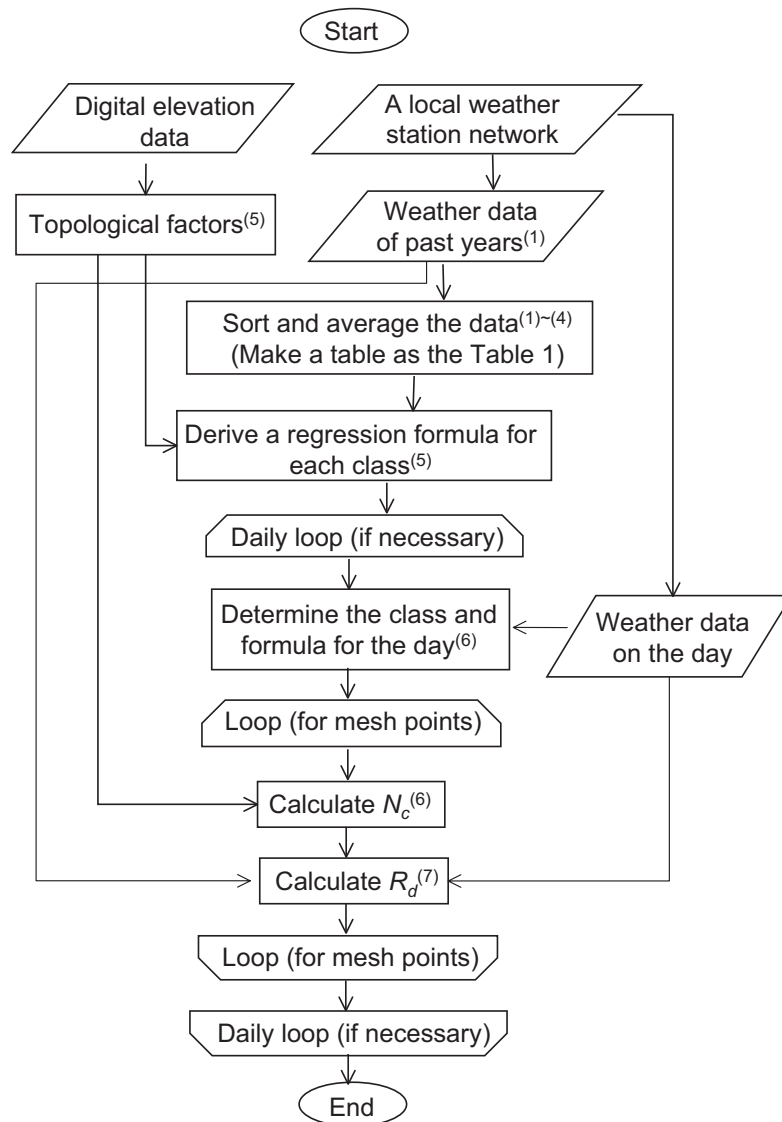 Start
Digital elevation
data
A local weather
station network
Topological factors(5)
Weather data
of past years(1)
Sort and average the data(1)~(4)
(Make a table as the Table 1)
Derive a regression formula for
each class(5)
Daily loop (if necessary)
Determine the class and
formula for the day(6)
Weather data
on the day
Loop (for mesh points)
Calculate Nc(6)
Calculate Rd(7)
Loop (for mesh points)
Daily loop (if necessary)
End